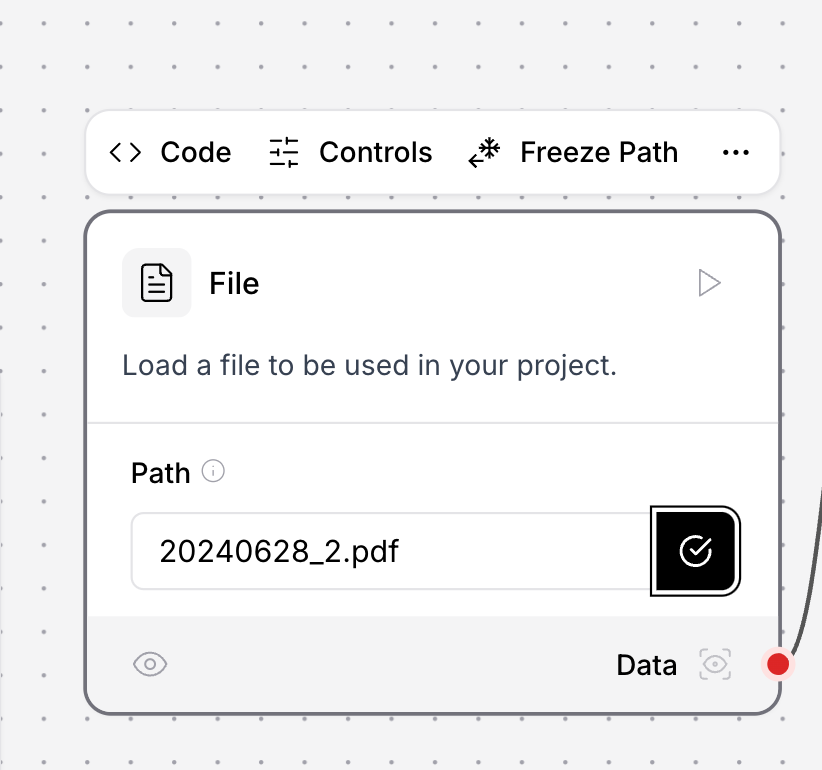 Code Controls Freeze Path
File
Load a file to be used in your project.
Path
20240628_2.pdf
Data